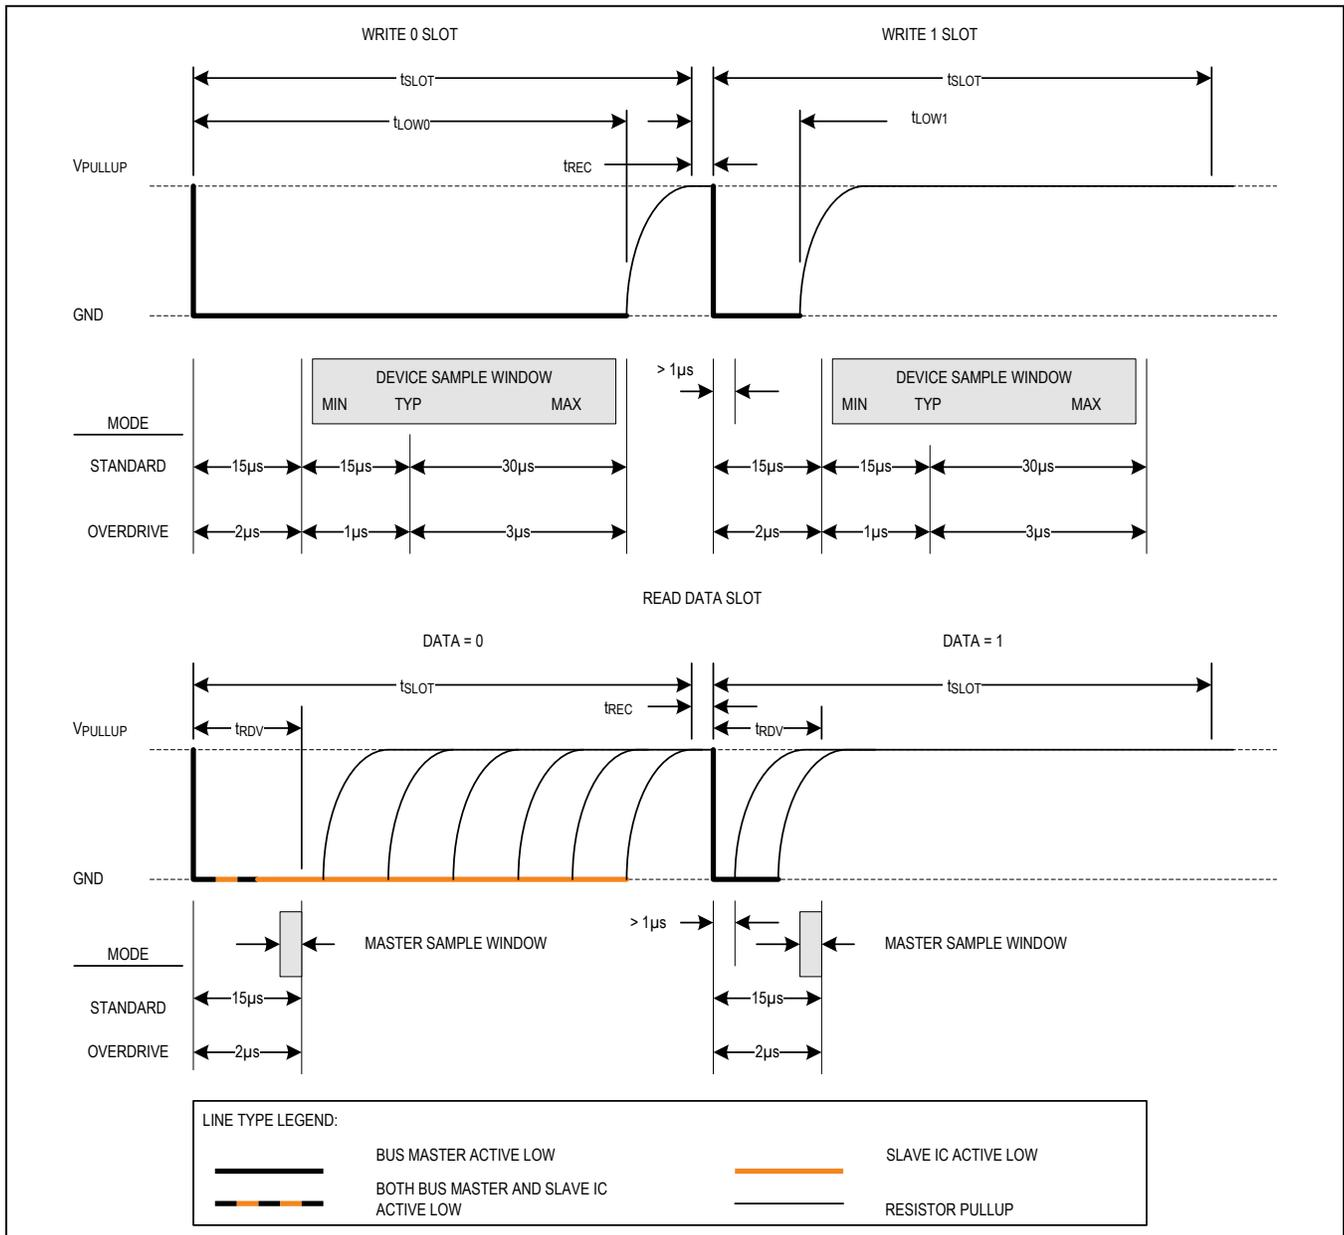 WRITE 0 SLOT
WRITE 1 SLOT
tSLOT
tSLOT
tLOW0
tLOW1
VPULLUP
tREC
GND
DEVICE SAMPLE WINDOW
MIN TYP MAX
> 1µs
DEVICE SAMPLE WINDOW
MIN TYP MAX
MODE
STANDARD
15µs
15µs
30µs
15µs
15µs
30µs
OVERDRIVE
2µs
1µs
3µs
2µs
1µs
3µs
READ DATA SLOT
DATA = 0
DATA = 1
tSLOT
tSLOT
tREC
VPULLUP
tRDV
tRDV
GND
> 1µs
MODE
MASTER SAMPLE WINDOW
MASTER SAMPLE WINDOW
STANDARD
15µs
15µs
OVERDRIVE
2µs
2µs
LINE TYPE LEGEND:
BUS MASTER ACTIVE LOW
SLAVE IC ACTIVE LOW
BOTH BUS MASTER AND SLAVE IC
ACTIVE LOW
RESISTOR PULLUP